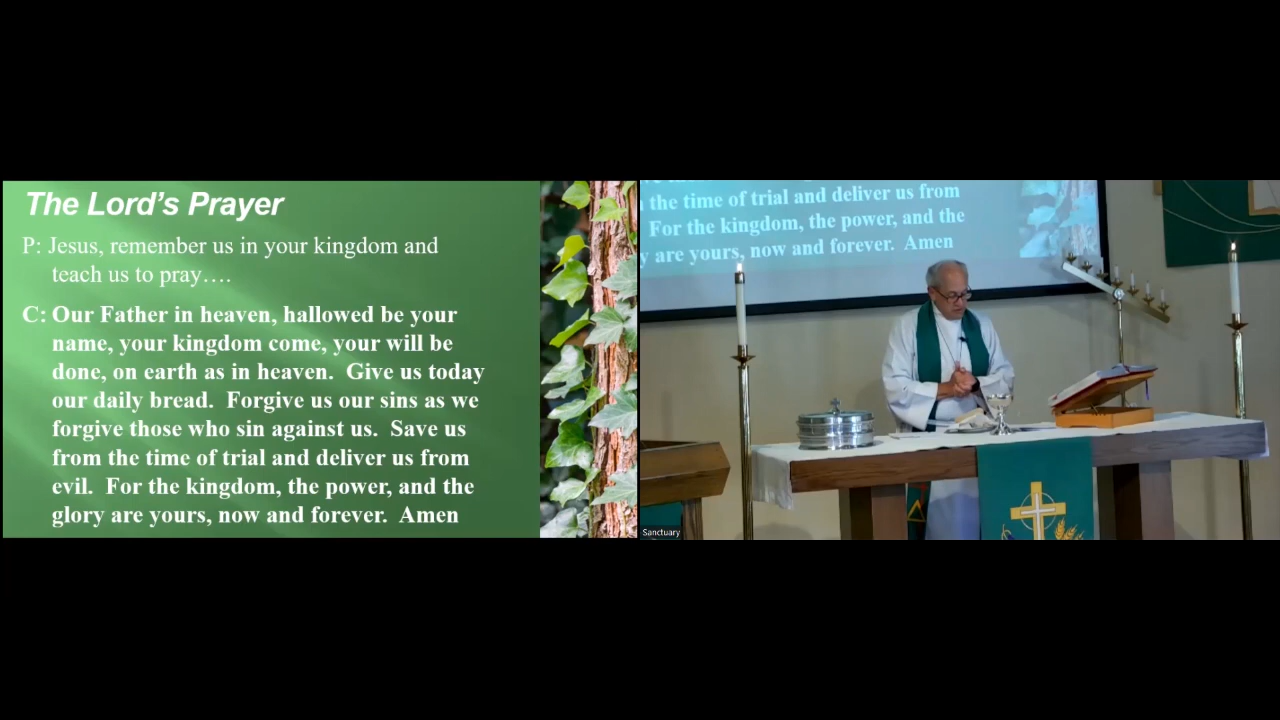 The Lord's Prayer
P: Jesus, remember us in your kingdom and
teach us to pray….
C: Our Father in heaven, hallowed be your
name, your kingdom come, your will be
done, on earth as in heaven.  Give us today
our daily bread.  Forgive us our sins as we
forgive those who sin against us.  Save us
from the time of trial and deliver us from
evil.  For the kingdom, the power, and the
glory are yours, now and forever.  Amen
the time of trial and deliver us from
For the kingdom, the power, and the
y are yours, now and forever.  Amen
Sanctuary